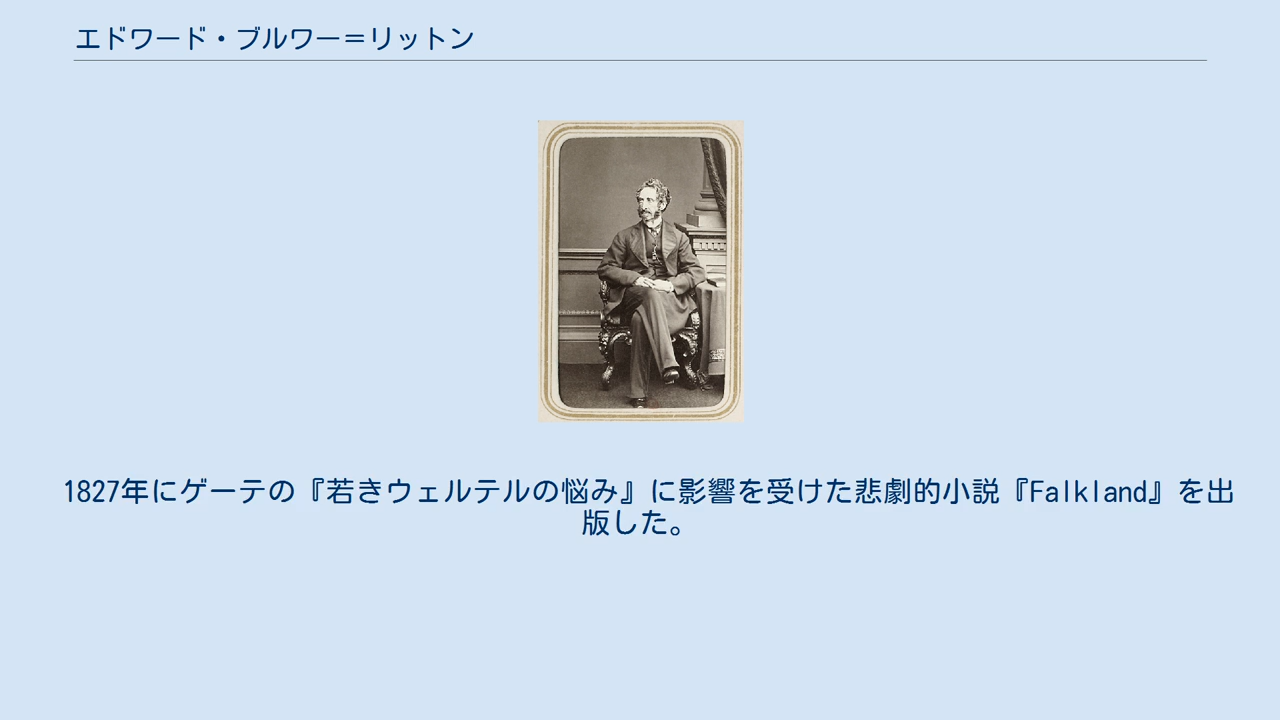 エドワード・ブルワー＝リットン
1827年にゲーテの『若きウェルテルの悩み』に影響を受けた悲劇的小説『Falkland』を出
版した。